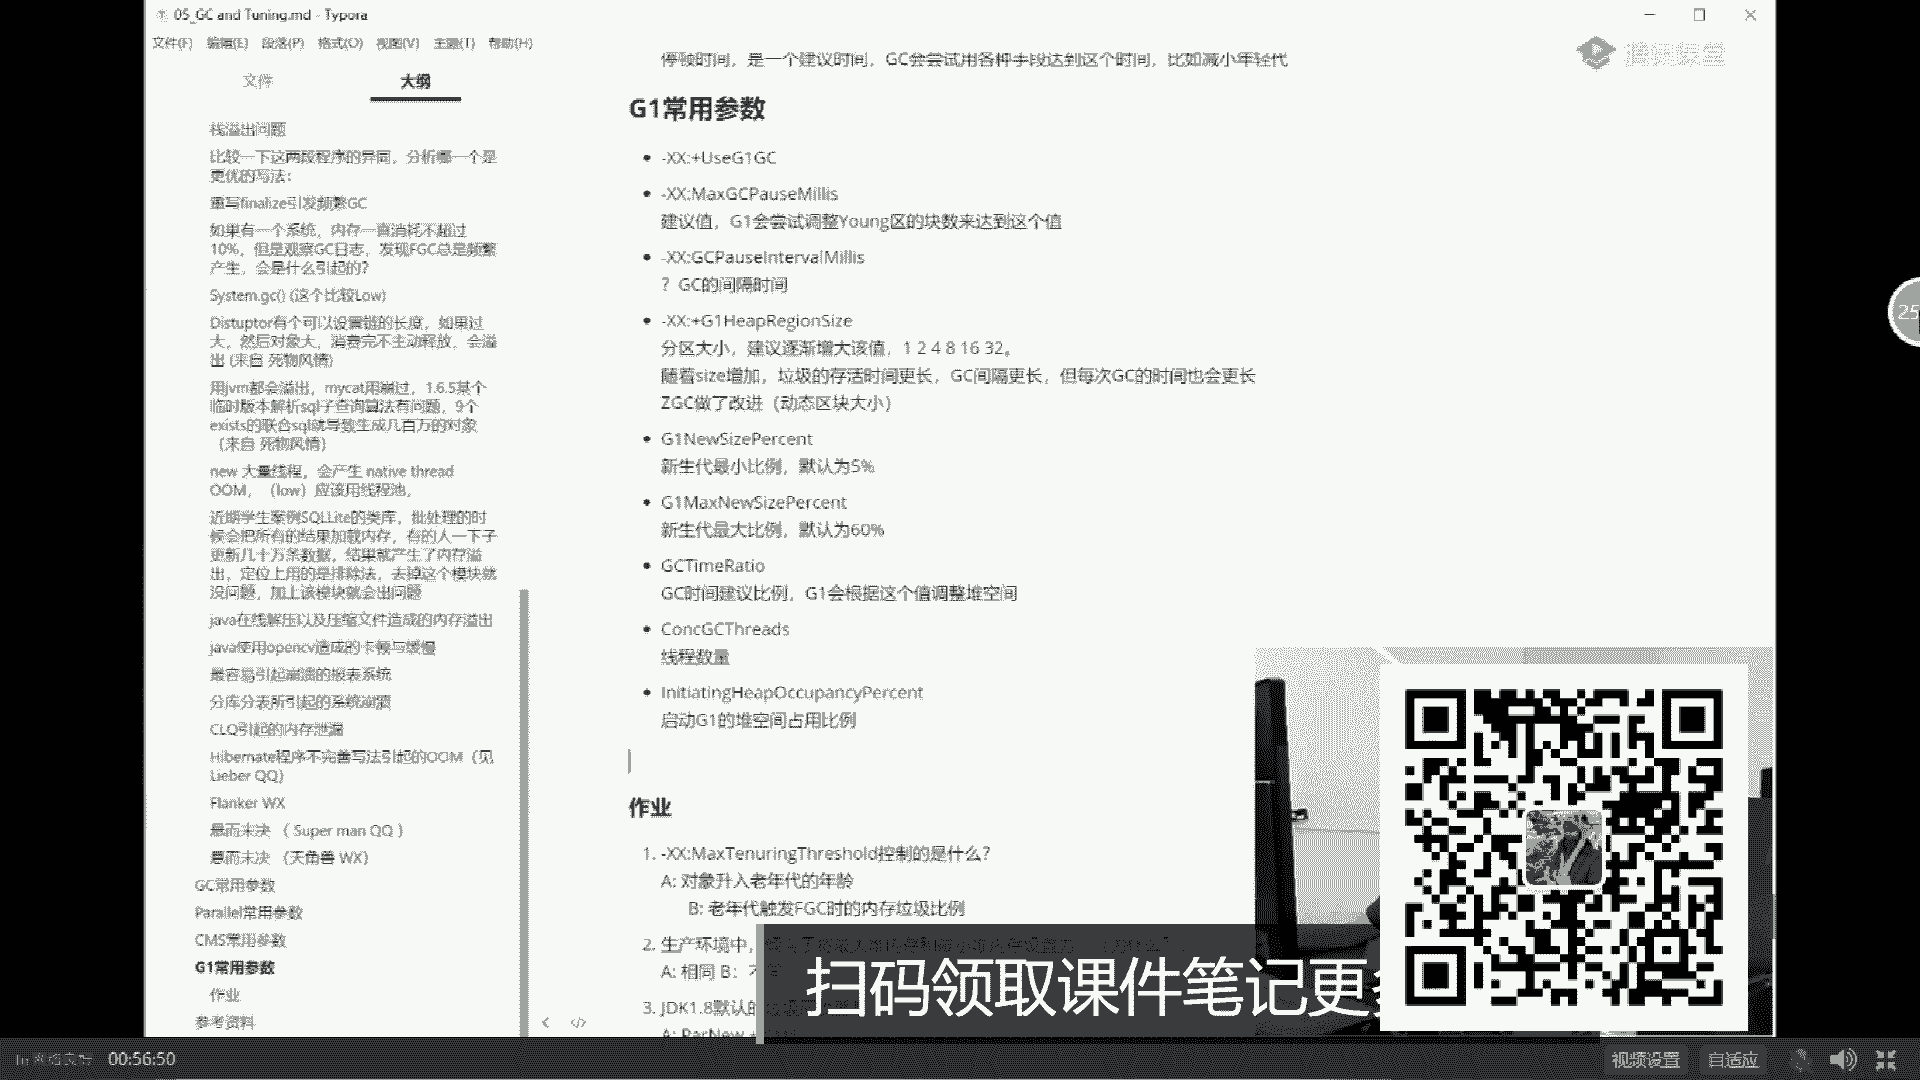 05_GC and Tuning.md - Typora
文件(F) 编辑(E) 段落(P) 格式(O) 视图(V) 主题(T) 帮助(H)
文件 大纲
栈溢出问题
比较一下这两段程序的异同，分析哪一个是
更优的写法：
重写finalize引发频繁GC
如果有一个系统，内存一直消耗不超过
10%，但是观察GC日志，发现FGC总是频繁
产生，会是什么引起的？
System.gc() (这个比较Low)
Distuptor有个可以设置链的长度，如果过
大，然后对象大，消费完不主动释放，会溢
出 (来自 死物风情)
用jvm都会溢出，mycat用崩过，1.6.5某个
临时版本解析sql子查询算法有问题，9个
exists的联合sql就导致生成几百万的对象
（来自 死物风情）
new 大量线程，会产生 native thread
OOM，（low）应该用线程池，
近期学生案例SQLLite的类库，批处理的时
候会把所有的结果加载内存，有的人一下子
更新几十万条数据，结果就产生了内存溢
出，定位上用的是排除法，去掉这个模块就
没问题，加上该模块就会出问题
java在线解压以及压缩文件造成的内存溢出
java使用opencv造成的卡顿与缓慢
最容易引起崩溃的报表系统
分库分表所引起的系统崩溃
CLQ引起的内存泄漏
Hibernate程序不完善写法引起的OOM（见
Lieber QQ）
Flanker WX
悬而未决 （ Super man QQ ）
悬而未决 （天角兽 WX）
GC常用参数
Parallel常用参数
CMS常用参数
G1常用参数
作业
参考资料
停顿时间，是一个建议时间，GC会尝试用各种手段达到这个时间，比如减小年轻代
G1常用参数
-XX:+UseG1GC
-XX:MaxGCPauseMillis
建议值，G1会尝试调整Young区的块数来达到这个值
-XX:GCPauseIntervalMillis
？GC的间隔时间
-XX:+G1HeapRegionSize
分区大小，建议逐渐增大该值，1 2 4 8 16 32。
随着size增加，垃圾的存活时间更长，GC间隔更长，但每次GC的时间也会更长
ZGC做了改进（动态区块大小）
G1NewSizePercent
新生代最小比例，默认为5%
G1MaxNewSizePercent
新生代最大比例，默认为60%
GCTimeRatio
GC时间建议比例，G1会根据这个值调整堆空间
ConcGCThreads
线程数量
InitiatingHeapOccupancyPercent
启动G1的堆空间占用比例
作业
1. -XX:MaxTenuringThreshold控制的是什么？
A: 对象升入老年代的年龄
B: 老年代触发FGC时的内存垃圾比例
2. 生产环境中，
A: 相同 B：不
3. JDK1.8默认的
A: ParNew +
腾讯课堂
25
扫码领取课件笔记更
00:56:50
视频设置 自适应